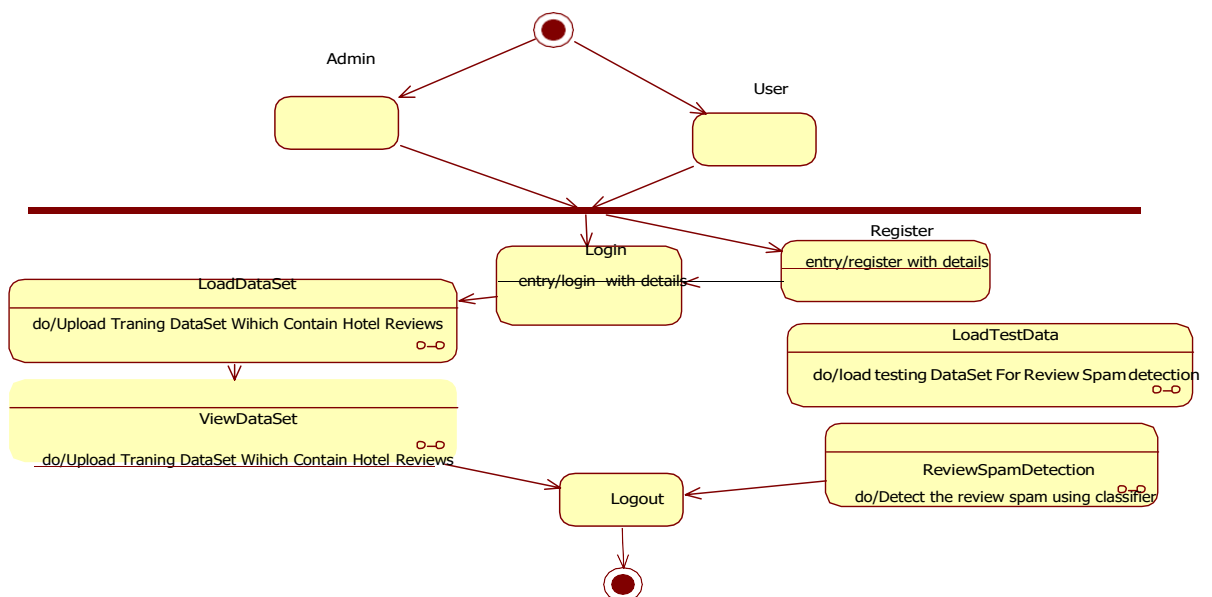 Admin
User
Register
entry/register with details
Login
entry/login with details
LoadDataSet
do/Upload Traning DataSet Wihich Contain Hotel Reviews
LoadTestData
do/load testing DataSet For Review Spam detection
ViewDataSet
do/Upload Traning DataSet Wihich Contain Hotel Reviews
ReviewSpamDetection
do/Detect the review spam using classifier
Logout